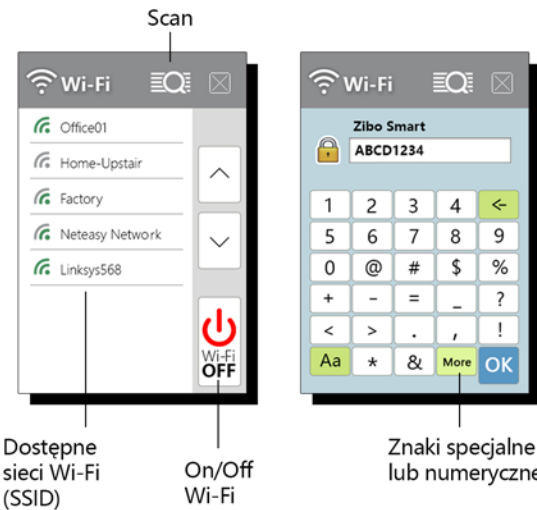 Scan
Wi-Fi
Office01
Home-Upstair
Factory
Neteasy Network
Linksys568
Wi-Fi
OFF
Dostępne
sieci Wi-Fi
(SSID)
On/Off
Wi-Fi
Wi-Fi
Zibo Smart
ABCD1234
1 2 3 4 <-
5 6 7 8 9
0 @ # $ %
+ - = _ ?
< > . , !
Aa * & More OK
Znaki specjalne
lub numeryczne